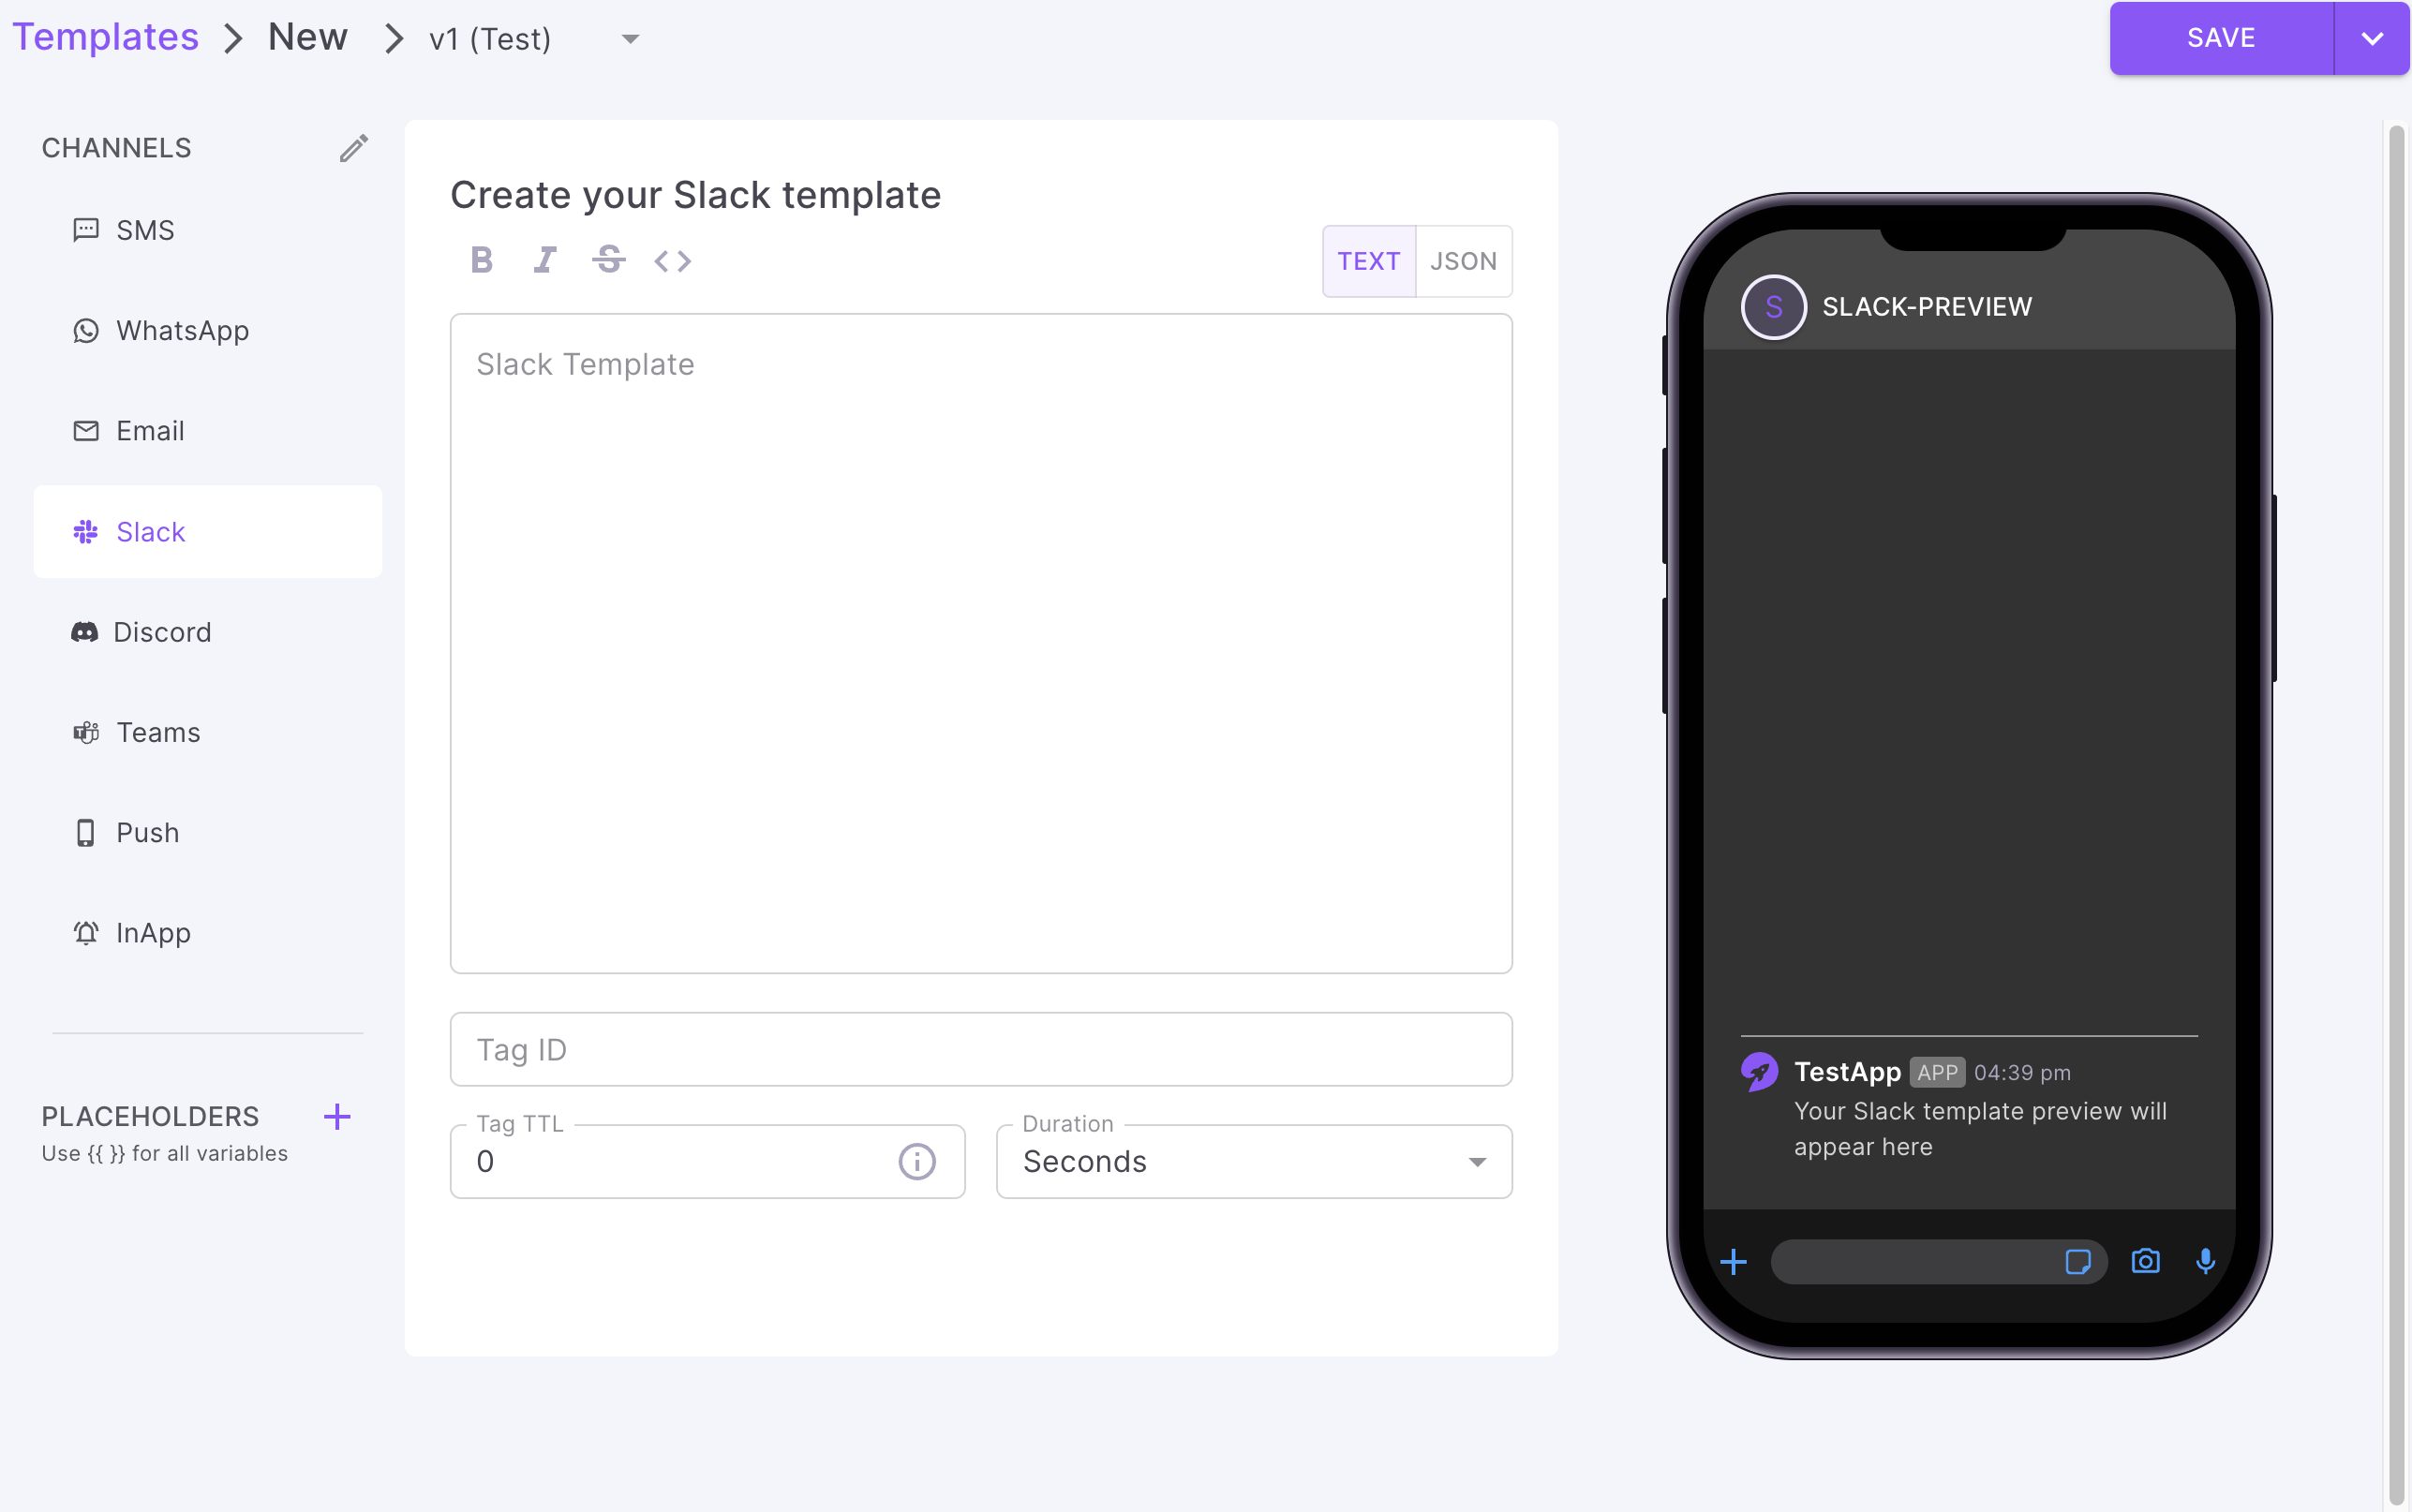 Templates > New > v1 (Test)
SAVE
CHANNELS
SMS
WhatsApp
Email
Slack
Discord
Teams
Push
InApp
PLACEHOLDERS
Use {{ }} for all variables
Create your Slack template
B I S <>
TEXT JSON
Slack Template
Tag ID
Tag TTL
0
Duration
Seconds
S SLACK-PREVIEW
TestApp APP 04:39 pm
Your Slack template preview will
appear here